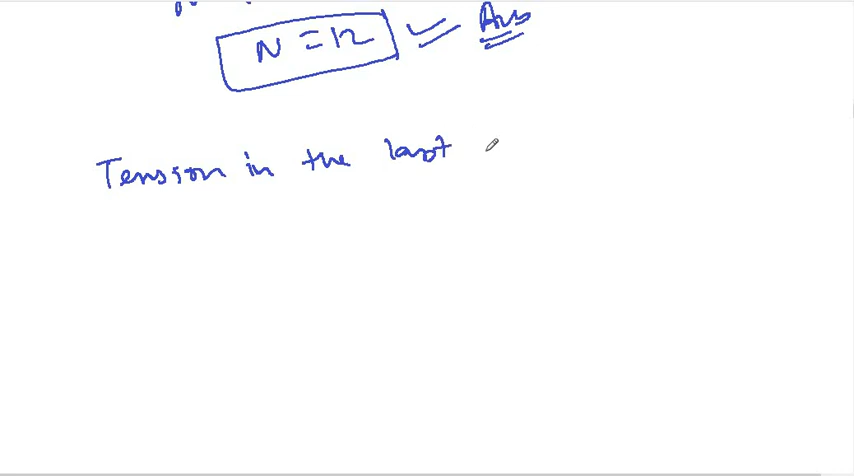 N = 12 Ans
Tension in the last